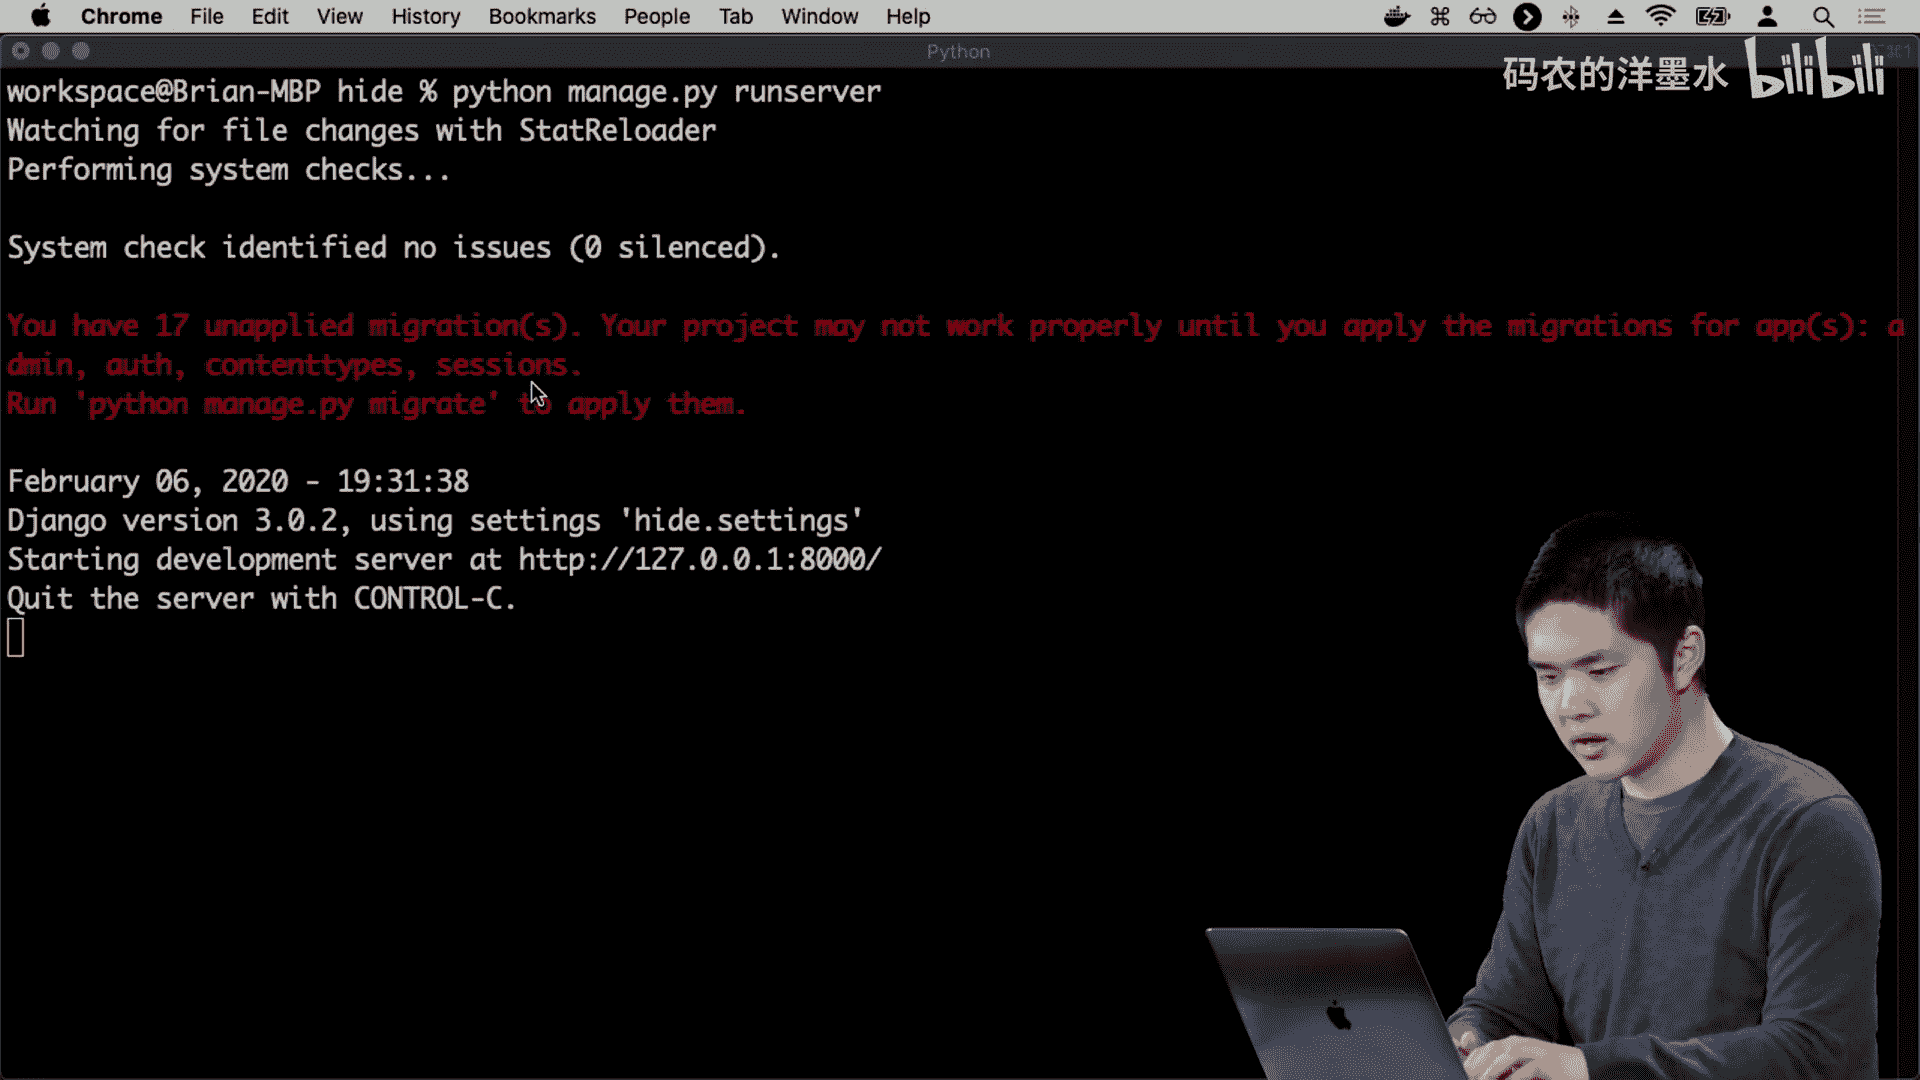 Chrome File Edit View History Bookmarks People Tab Window Help
Python
码农的洋墨水 bilibili
workspace@Brian-MBP hide % python manage.py runserver
Watching for file changes with StatReloader
Performing system checks...
System check identified no issues (0 silenced).
You have 17 unapplied migration(s). Your project may not work properly until you apply the migrations for app(s): a
dmin, auth, contenttypes, sessions.
Run 'python manage.py migrate' to apply them.
February 06, 2020 - 19:31:38
Django version 3.0.2, using settings 'hide.settings'
Starting development server at http://127.0.0.1:8000/
Quit the server with CONTROL-C.